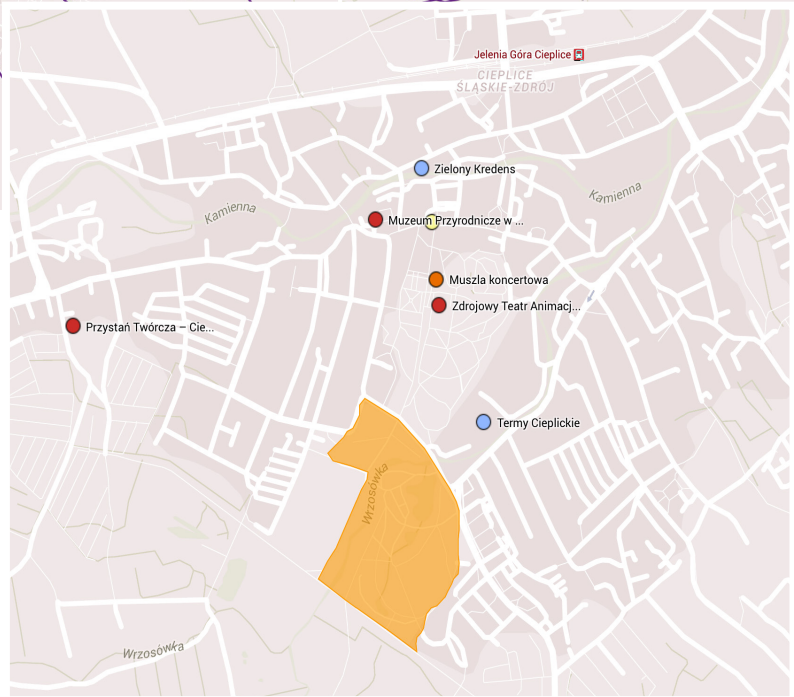 Jelenia Góra Cieplice
CIEPLICE
ŚLĄSKIE-ZDRÓJ
Zielony Kredens
Kamienna
Kamienna
Muzeum Przyrodnicze w ...
Muszla koncertowa
Zdrojowy Teatr Animacj...
Przystań Twórcza – Cie...
Termy Cieplickie
Wrzosówka
Wrzosówka